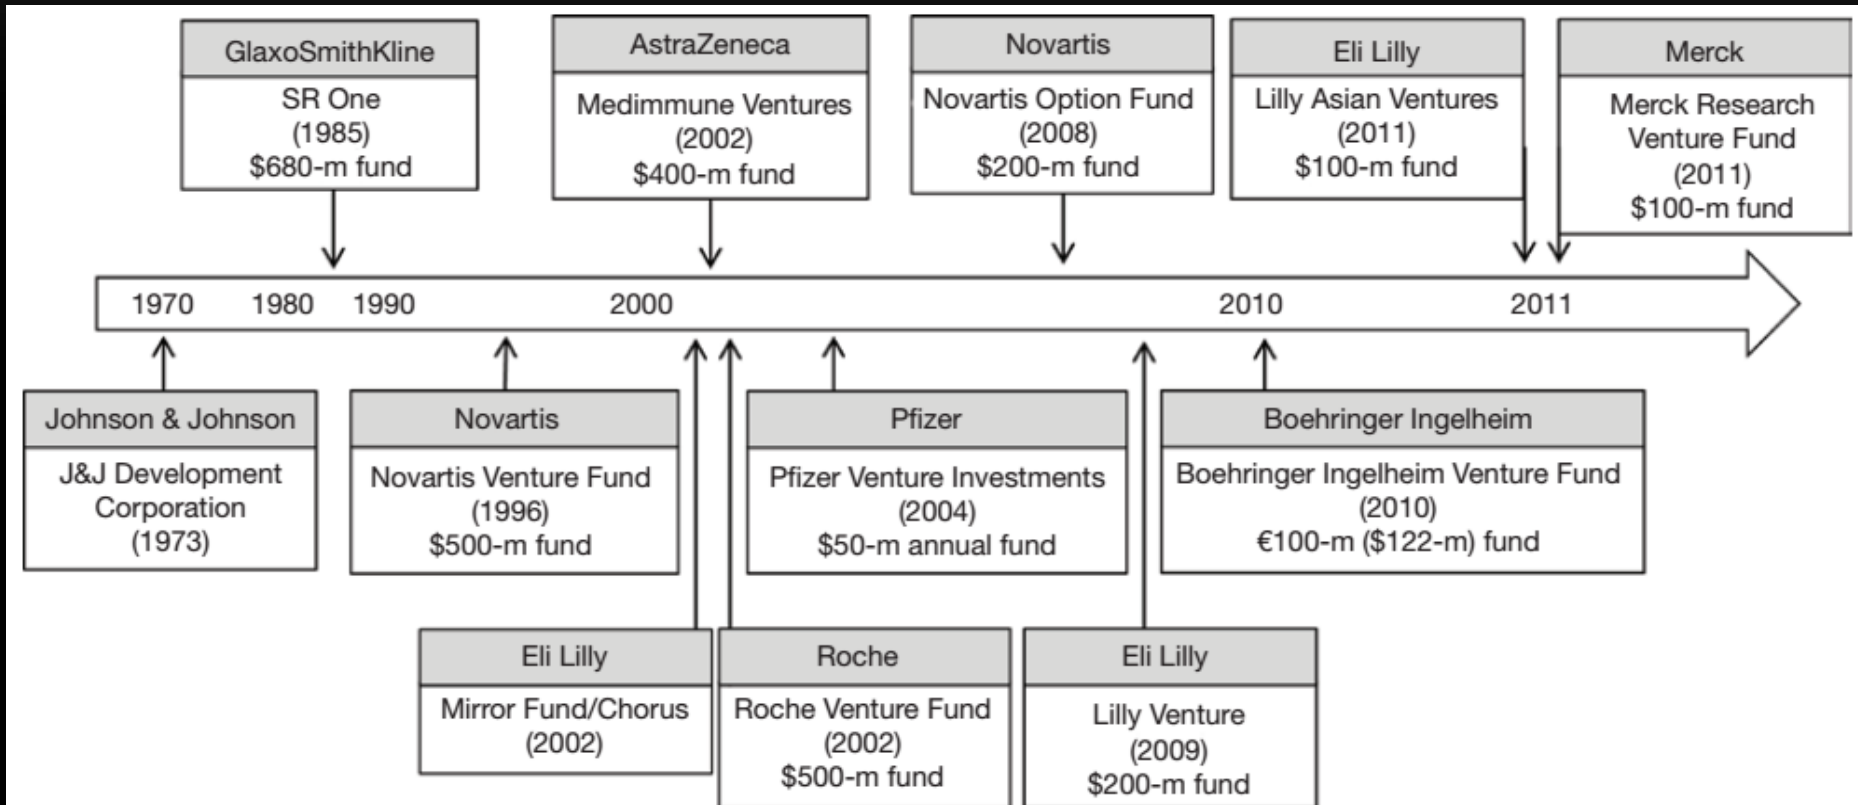 GlaxoSmithKline
SR One
(1985)
$680-m fund
AstraZeneca
Medimmune Ventures
(2002)
$400-m fund
Novartis
Novartis Option Fund
(2008)
$200-m fund
Eli Lilly
Lilly Asian Ventures
(2011)
$100-m fund
Merck
Merck Research
Venture Fund
(2011)
$100-m fund
1970
1980
1990
2000
2010
2011
Johnson & Johnson
J&J Development
Corporation
(1973)
Novartis
Novartis Venture Fund
(1996)
$500-m fund
Pfizer
Pfizer Venture Investments
(2004)
$50-m annual fund
Boehringer Ingelheim
Boehringer Ingelheim Venture Fund
(2010)
€100-m ($122-m) fund
Eli Lilly
Mirror Fund/Chorus
(2002)
Roche
Roche Venture Fund
(2002)
$500-m fund
Eli Lilly
Lilly Venture
(2009)
$200-m fund